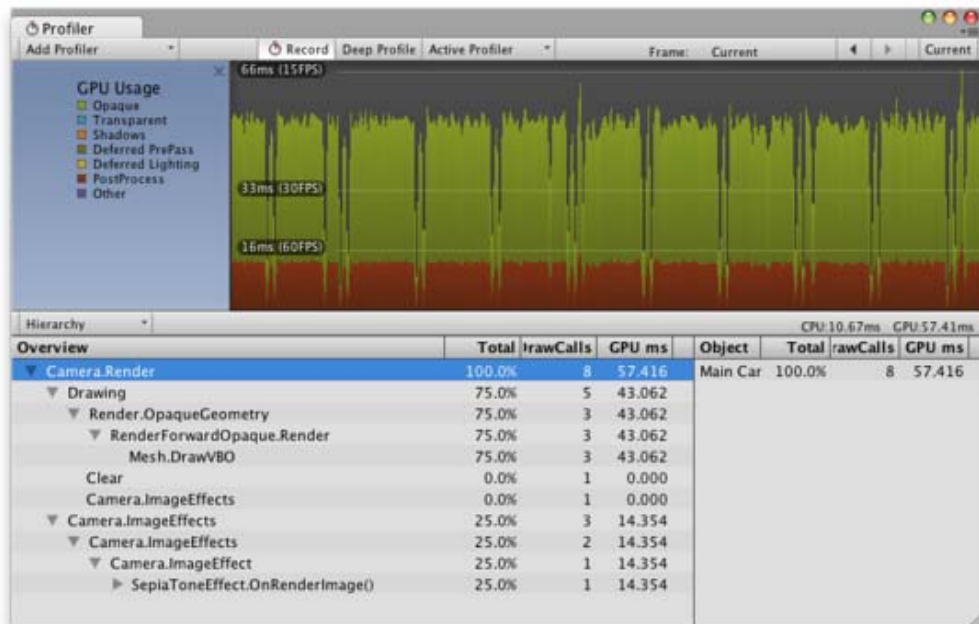 Profiler
Add Profiler Record Deep Profile Active Profiler Frame: Current Current
GPU Usage
Opaque
Transparent
Shadows
Deferred PrePass
Deferred Lighting
PostProcess
Other
66ms (15FPS)
33ms (30FPS)
16ms (60FPS)
Hierarchy CPU:10.67ms GPU:57.41ms
Overview Total rawCalls GPU ms Object Total rawCalls GPU ms
Camera.Render 100.0% 8 57.416 Main Car 100.0% 8 57.416
Drawing 75.0% 5 43.062
Render.OpaqueGeometry 75.0% 3 43.062
RenderForwardOpaque.Render 75.0% 3 43.062
Mesh.DrawVBO 75.0% 3 43.062
Clear 0.0% 1 0.000
Camera.ImageEffects 0.0% 1 0.000
Camera.ImageEffects 25.0% 3 14.354
Camera.ImageEffects 25.0% 2 14.354
Camera.ImageEffect 25.0% 1 14.354
SepiaToneEffect.OnRenderImage() 25.0% 1 14.354